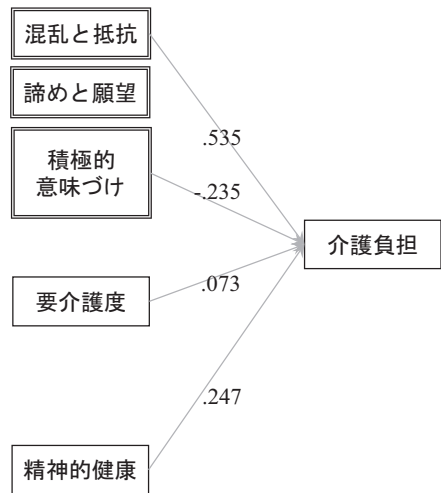 混乱と抵抗
諦めと願望
積極的
意味づけ
.535
-.235
介護負担
要介護度
.073
.247
精神的健康